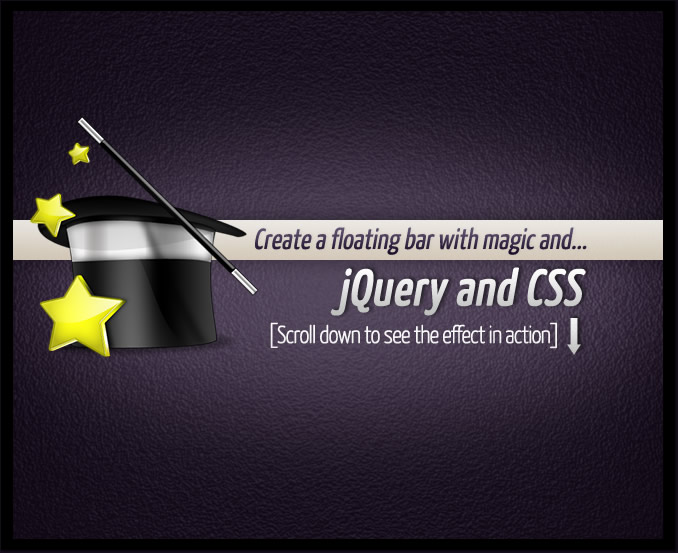 Create a floating bar with magic and...
jQuery and CSS
[Scroll down to see the effect in action]